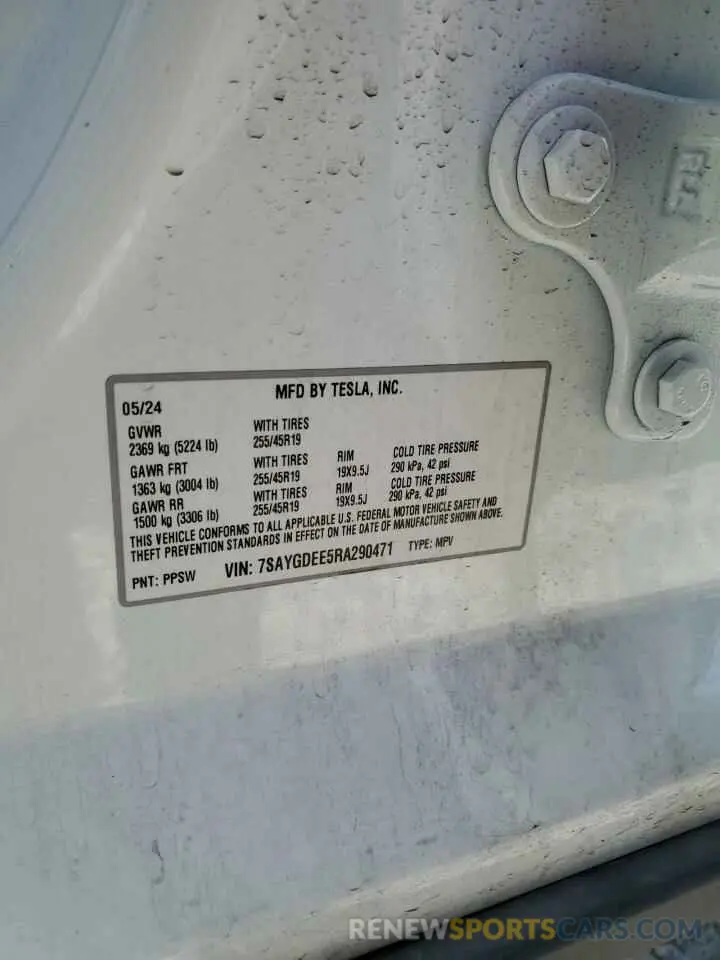 MFD BY TESLA, INC.
05/24
GVWR
2369 kg (5224 lb)
WITH TIRES
255/45R19
GAWR FRT
1363 kg (3004 lb)
WITH TIRES
255/45R19
RIM
19X9.5J
COLD TIRE PRESSURE
290 kPa, 42 psi
GAWR RR
1500 kg (3306 lb)
WITH TIRES
255/45R19
RIM
19X9.5J
COLD TIRE PRESSURE
290 kPa, 42 psi
THIS VEHICLE CONFORMS TO ALL APPLICABLE U.S. FEDERAL MOTOR VEHICLE SAFETY AND
THEFT PREVENTION STANDARDS IN EFFECT ON THE DATE OF MANUFACTURE SHOWN ABOVE.
PNT: PPSW VIN: 7SAYGDEE5RA290471 TYPE: MPV
RENEWSPORTSCARS.COM